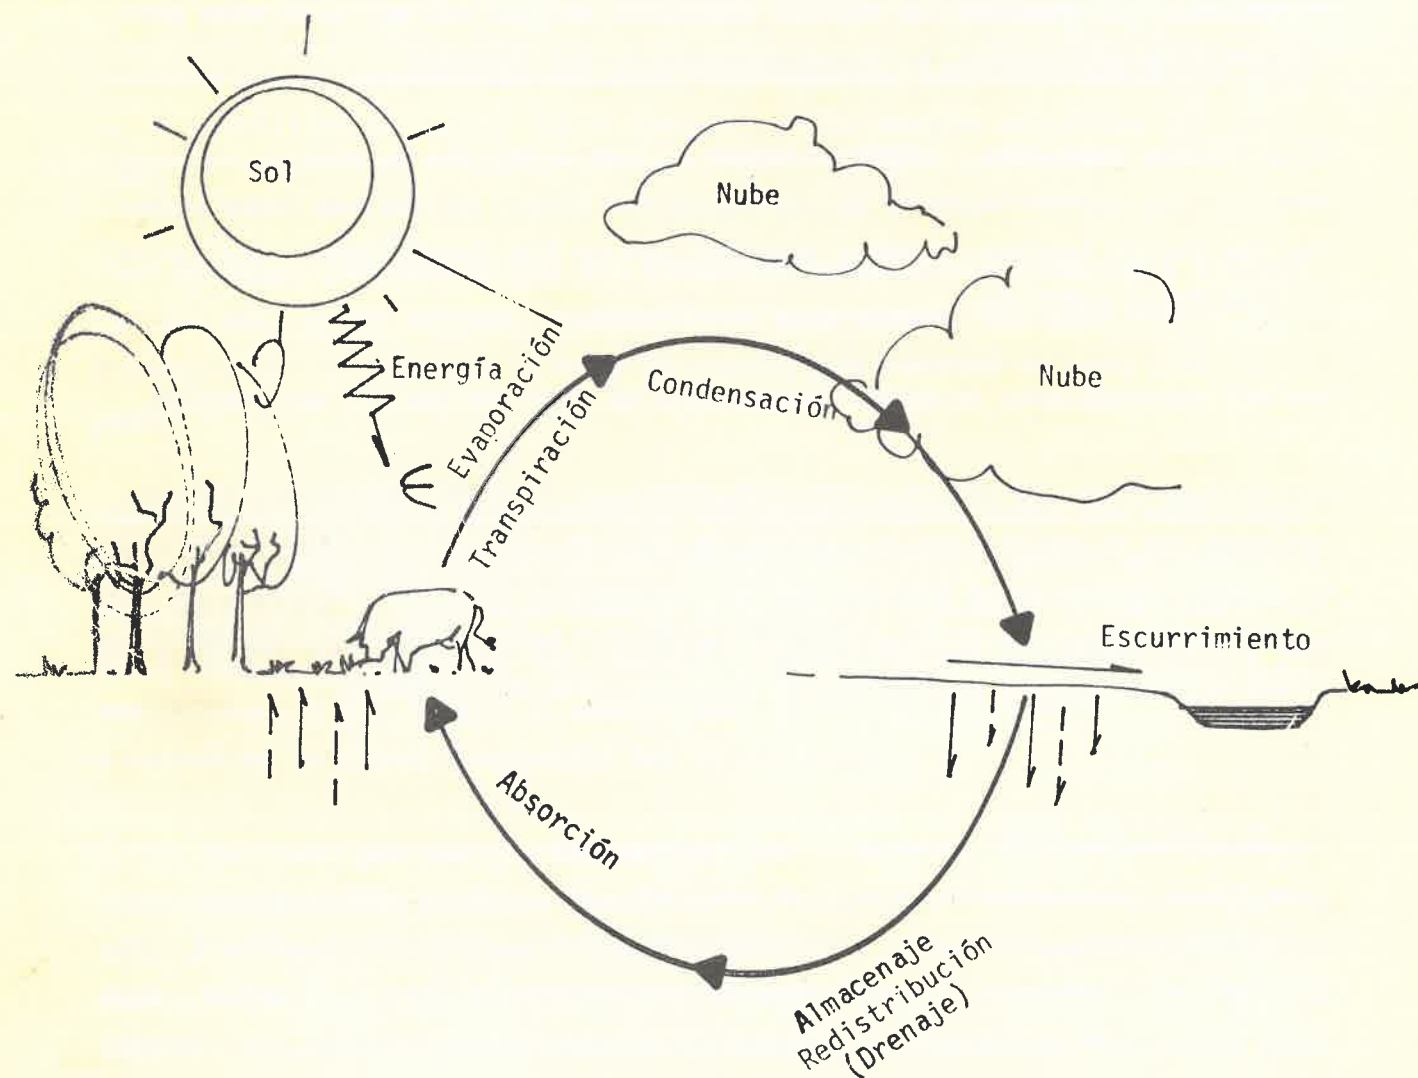 Sol
Nube
Nube
Energía
Evaporación
Transpiración
Condensación
Escurrimiento
Absorción
Almacenaje
Redistribución
(Drenaje)